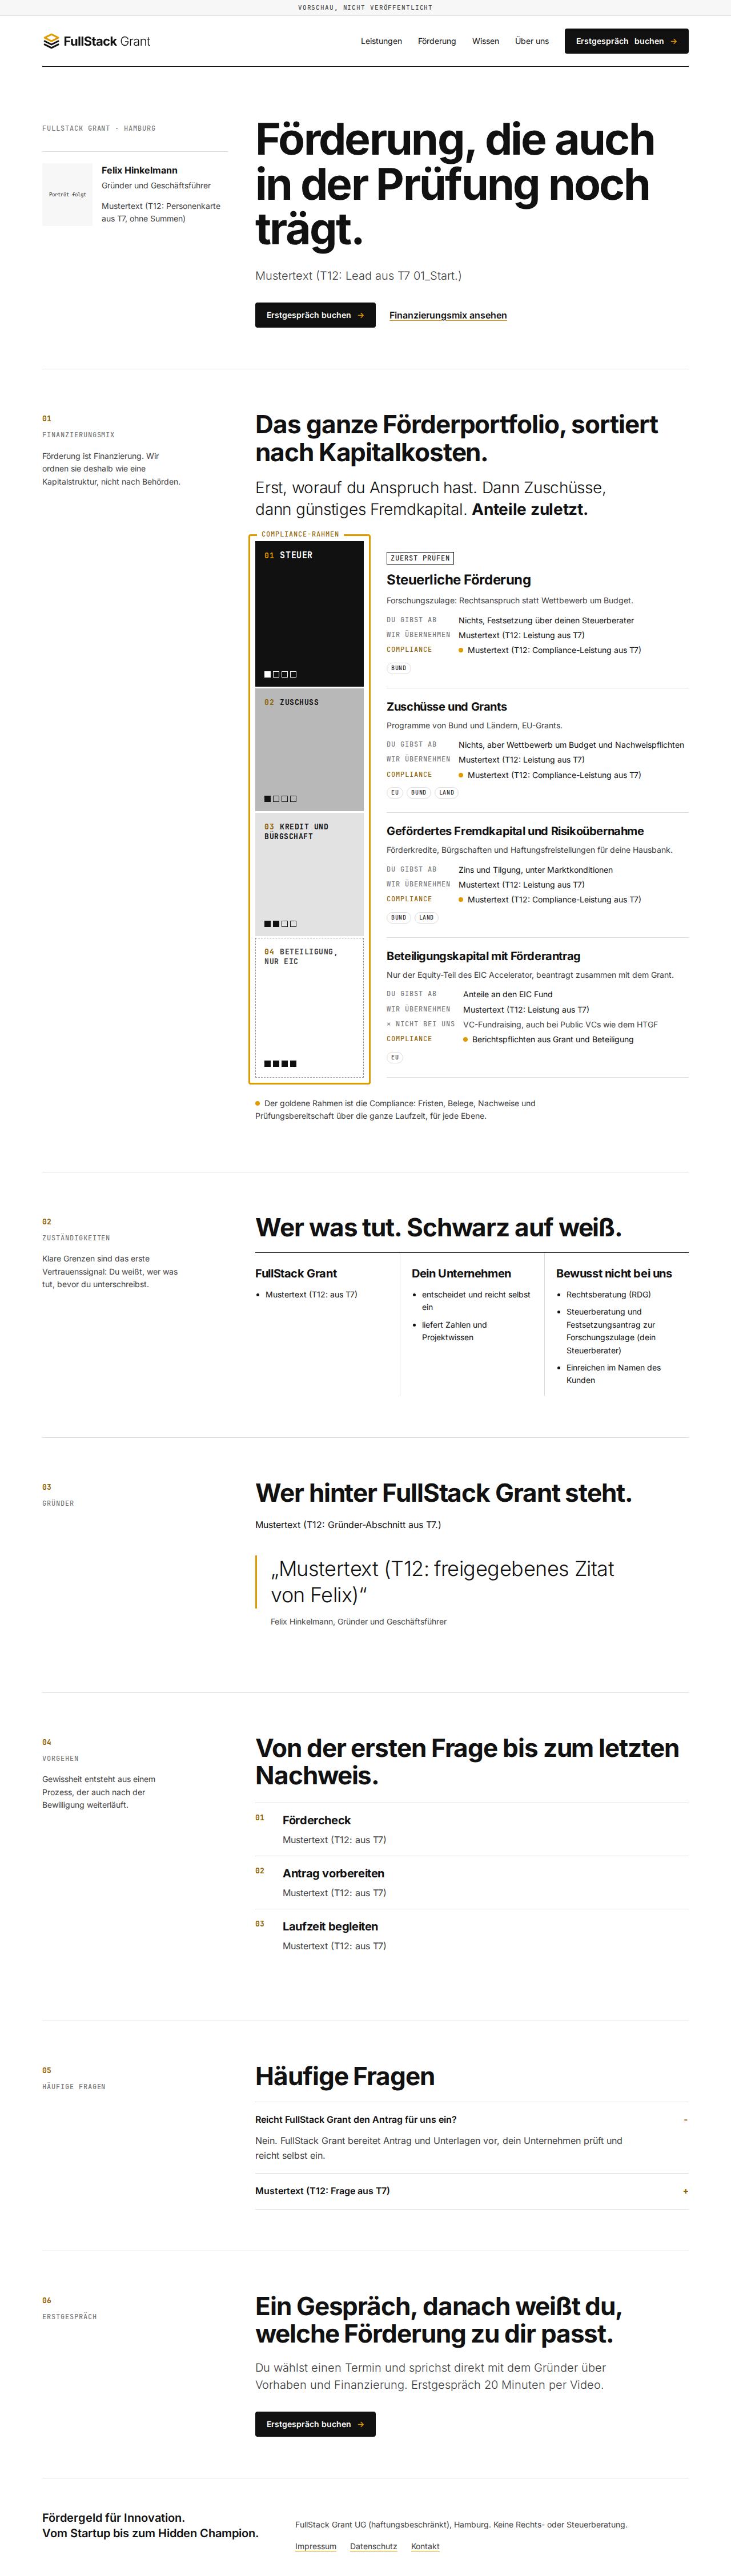 VORSCHAU, NICHT VERÖFFENTLICHT
FullStack Grant
Leistungen
Förderung
Wissen
Über uns
Erstgespräch buchen →
FULLSTACK GRANT · HAMBURG
Porträt folgt
Felix Hinkelmann
Gründer und Geschäftsführer
Mustertext (T12: Personenkarte
aus T7, ohne Summen)
Förderung, die auch
in der Prüfung noch
trägt.
Mustertext (T12: Lead aus T7 01_Start.)
Erstgespräch buchen →
Finanzierungsmix ansehen
01
FINANZIERUNGSMIX
Förderung ist Finanzierung. Wir
ordnen sie deshalb wie eine
Kapitalstruktur, nicht nach Behörden.
Das ganze Förderportfolio, sortiert
nach Kapitalkosten.
Erst, worauf du Anspruch hast. Dann Zuschüsse,
dann günstiges Fremdkapital. Anteile zuletzt.
COMPLIANCE-RAHMEN
01 STEUER
ZUERST PRÜFEN
Steuerliche Förderung
Forschungszulage: Rechtsanspruch statt Wettbewerb um Budget.
DU GIBST AB
Nichts, Festsetzung über deinen Steuerberater
WIR ÜBERNEHMEN
Mustertext (T12: Leistung aus T7)
COMPLIANCE
Mustertext (T12: Compliance-Leistung aus T7)
BUND
02 ZUSCHUSS
Zuschüsse und Grants
Programme von Bund und Ländern, EU-Grants.
DU GIBST AB
Nichts, aber Wettbewerb um Budget und Nachweispflichten
WIR ÜBERNEHMEN
Mustertext (T12: Leistung aus T7)
COMPLIANCE
Mustertext (T12: Compliance-Leistung aus T7)
EU
BUND
LAND
03 KREDIT UND
BÜRGSCHAFT
Gefördertes Fremdkapital und Risikoübernahme
Förderkredite, Bürgschaften und Haftungsfreistellungen für deine Hausbank.
DU GIBST AB
Zins und Tilgung, unter Marktkonditionen
WIR ÜBERNEHMEN
Mustertext (T12: Leistung aus T7)
COMPLIANCE
Mustertext (T12: Compliance-Leistung aus T7)
BUND
LAND
04 BETEILIGUNG,
NUR EIC
Beteiligungskapital mit Förderantrag
Nur der Equity-Teil des EIC Accelerator, beantragt zusammen mit dem Grant.
DU GIBST AB
Anteile an den EIC Fund
WIR ÜBERNEHMEN
Mustertext (T12: Leistung aus T7)
× NICHT BEI UNS
VC-Fundraising, auch bei Public VCs wie dem HTGF
COMPLIANCE
Berichtspflichten aus Grant und Beteiligung
EU
Der goldene Rahmen ist die Compliance: Fristen, Belege, Nachweise und
Prüfungsbereitschaft über die ganze Laufzeit, für jede Ebene.
02
ZUSTÄNDIGKEITEN
Klare Grenzen sind das erste
Vertrauenssignal: Du weißt, wer was
tut, bevor du unterschreibst.
Wer was tut. Schwarz auf weiß.
FullStack Grant
• Mustertext (T12: aus T7)
Dein Unternehmen
• entscheidet und reicht selbst
ein
• liefert Zahlen und
Projektwissen
Bewusst nicht bei uns
• Rechtsberatung (RDG)
• Steuerberatung und
Festsetzungsantrag zur
Forschungszulage (dein
Steuerberater)
• Einreichen im Namen des
Kunden
03
GRÜNDER
Wer hinter FullStack Grant steht.
Mustertext (T12: Gründer-Abschnitt aus T7.)
„Mustertext (T12: freigegebenes Zitat
von Felix)“
Felix Hinkelmann, Gründer und Geschäftsführer
04
VORGEHEN
Gewissheit entsteht aus einem
Prozess, der auch nach der
Bewilligung weiterläuft.
Von der ersten Frage bis zum letzten
Nachweis.
01
Fördercheck
Mustertext (T12: aus T7)
02
Antrag vorbereiten
Mustertext (T12: aus T7)
03
Laufzeit begleiten
Mustertext (T12: aus T7)
05
HÄUFIGE FRAGEN
Häufige Fragen
Reicht FullStack Grant den Antrag für uns ein? -
Nein. FullStack Grant bereitet Antrag und Unterlagen vor, dein Unternehmen prüft und
reicht selbst ein.
Mustertext (T12: Frage aus T7) +
06
ERSTGESPRÄCH
Ein Gespräch, danach weißt du,
welche Förderung zu dir passt.
Du wählst einen Termin und sprichst direkt mit dem Gründer über
Vorhaben und Finanzierung. Erstgespräch 20 Minuten per Video.
Erstgespräch buchen →
Fördergeld für Innovation.
Vom Startup bis zum Hidden Champion.
FullStack Grant UG (haftungsbeschränkt), Hamburg. Keine Rechts- oder Steuerberatung.
Impressum
Datenschutz
Kontakt